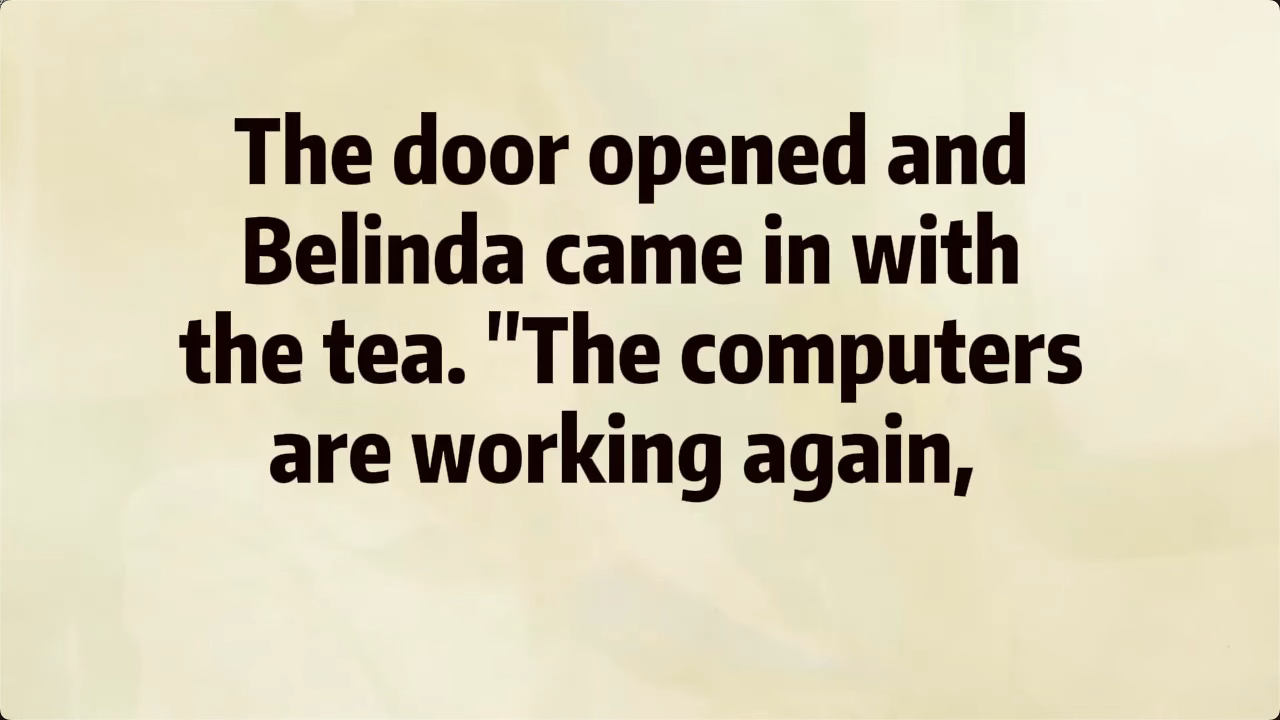 The door opened and
Belinda came in with
the tea. "The computers
are working again,